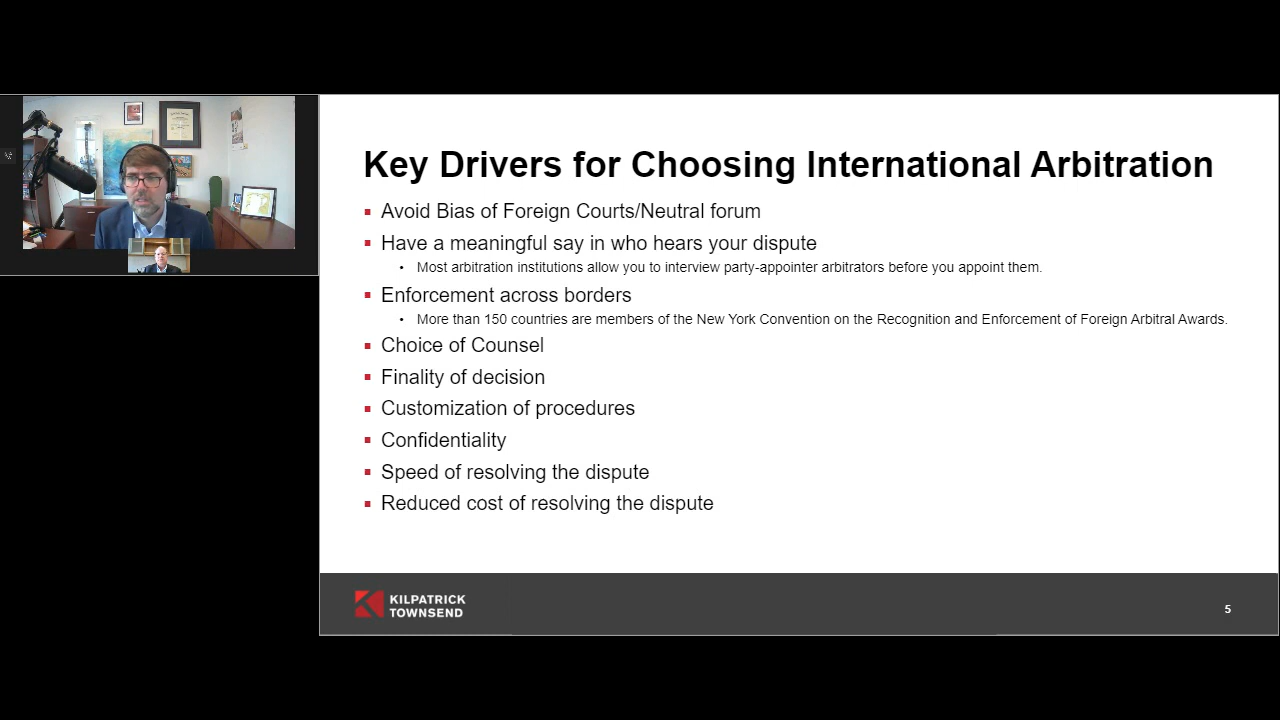 Key Drivers for Choosing International Arbitration
Avoid Bias of Foreign Courts/Neutral forum
Have a meaningful say in who hears your dispute
Most arbitration institutions allow you to interview party-appointer arbitrators before you appoint them.
Enforcement across borders
More than 150 countries are members of the New York Convention on the Recognition and Enforcement of Foreign Arbitral Awards.
Choice of Counsel
Finality of decision
Customization of procedures
Confidentiality
Speed of resolving the dispute
Reduced cost of resolving the dispute
KILPATRICK
TOWNSEND
5